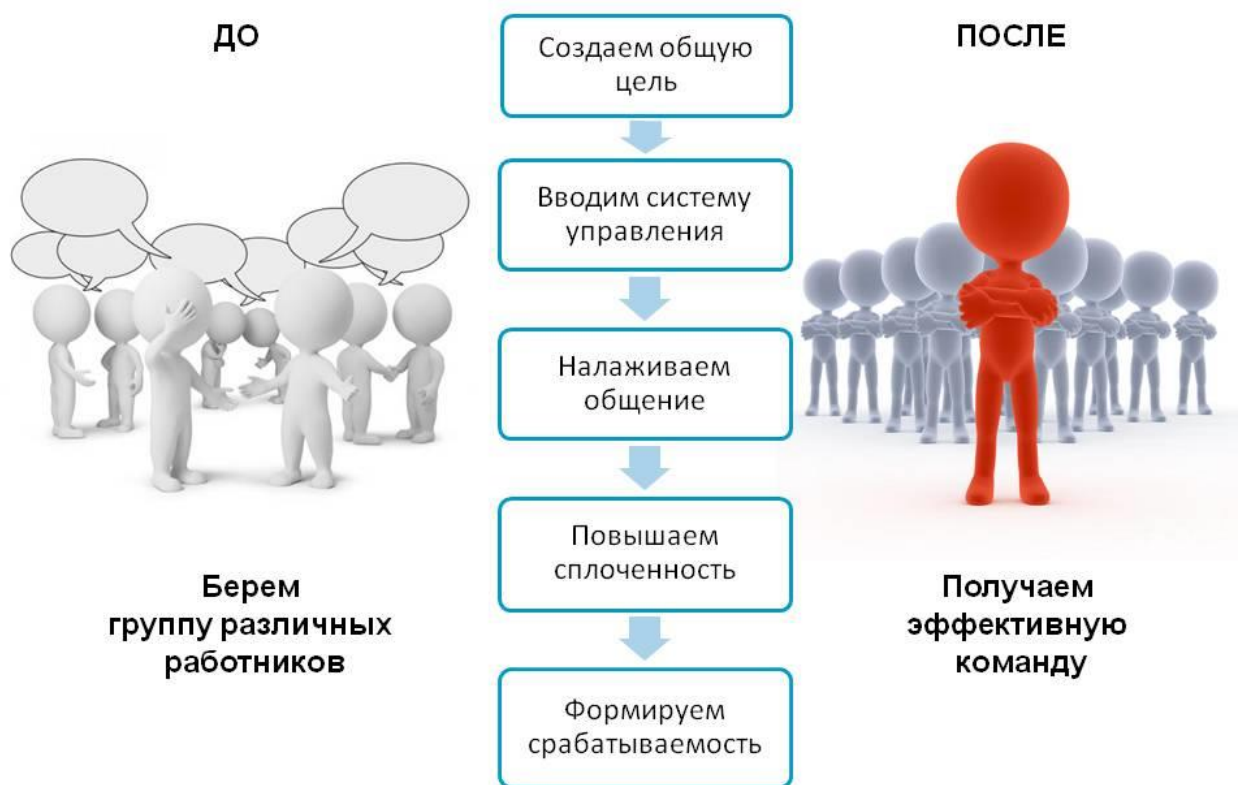 ДО
Берем
группу различных
работников
Создаем общую
цель
Вводим систему
управления
Налаживаем
общение
Повышаем
сплоченность
Формируем
срабатываемость
ПОСЛЕ
Получаем
эффективную
команду